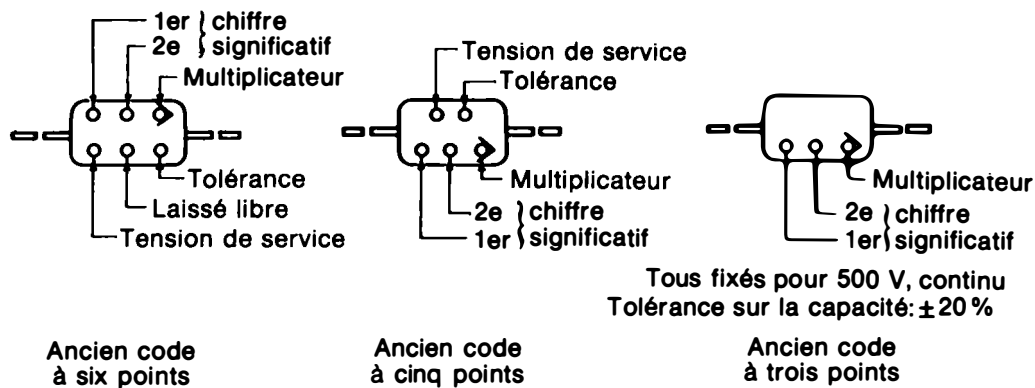 1er } chiffre
2e } significatif
Multiplicateur
Tolérance
Laissé libre
Tension de service
Ancien code
à six points
Tension de service
Tolérance
Multiplicateur
2e } chiffre
1er } significatif
Ancien code
à cinq points
Multiplicateur
2e } chiffre
1er } significatif
Tous fixés pour 500 V, continu
Tolérance sur la capacité: ±20%
Ancien code
à trois points